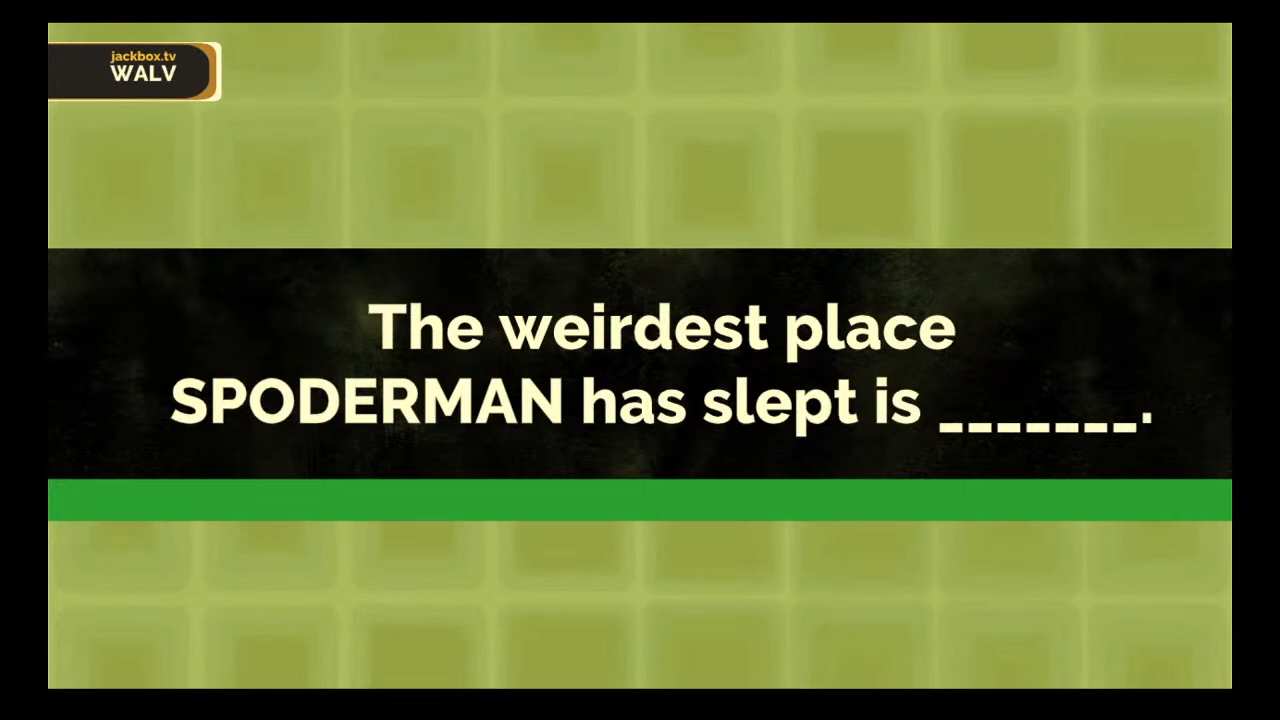 jackbox.tv
WALV
The weirdest place
SPODERMAN has slept is _______.